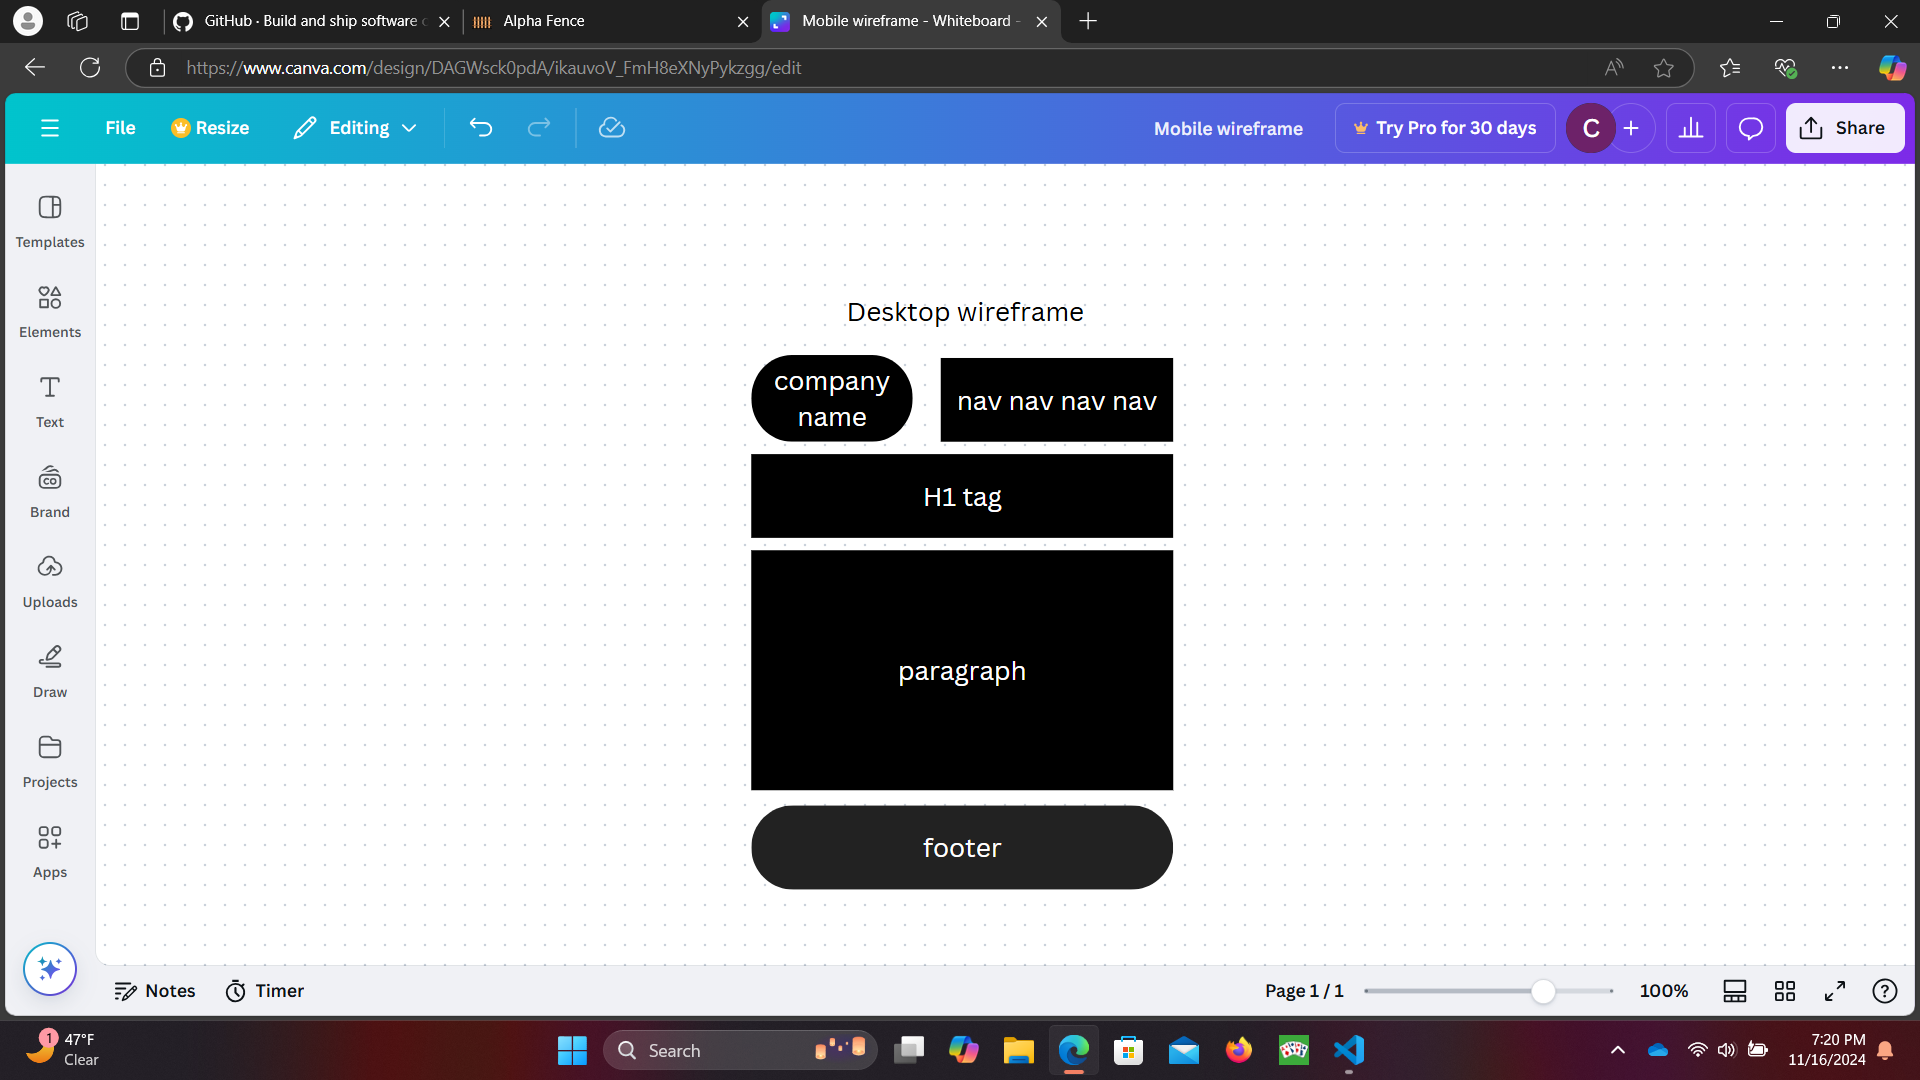 GitHub · Build and ship software
Alpha Fence
Mobile wireframe - Whiteboard -
https://www.canva.com/design/DAGWsck0pdA/ikauvoV_FmH8eXNyPykzgg/edit
File
Resize
Editing
Mobile wireframe
Try Pro for 30 days
C
Share
Templates
Elements
Text
Brand
Uploads
Draw
Projects
Apps
Desktop wireframe
company
name
nav nav nav nav
H1 tag
paragraph
footer
Notes
Timer
Page 1 / 1
100%
1
47°F
Clear
Search
7:20 PM
11/16/2024